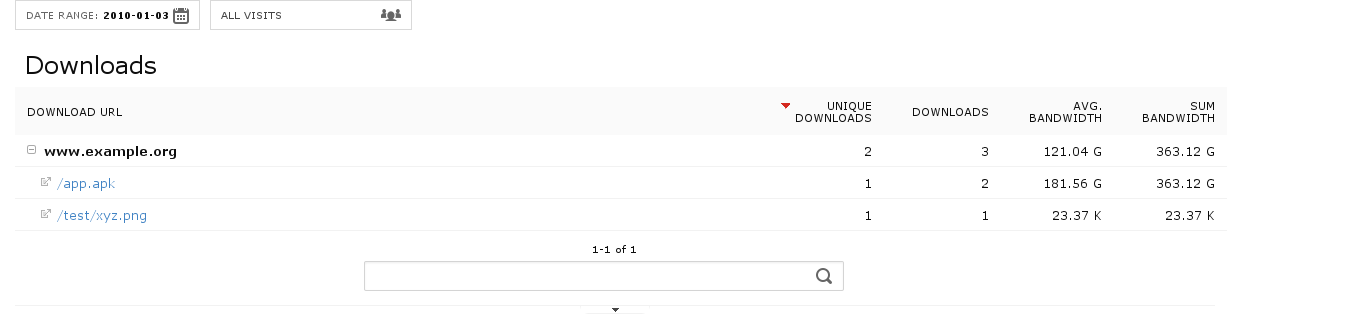 DATE RANGE: 2010-01-03 ALL VISITS
Downloads
DOWNLOAD URL UNIQUE DOWNLOADS DOWNLOADS AVG. BANDWIDTH SUM BANDWIDTH
www.example.org 2 3 121.04 G 363.12 G
/app.apk 1 2 181.56 G 363.12 G
/test/xyz.png 1 1 23.37 K 23.37 K
1-1 of 1